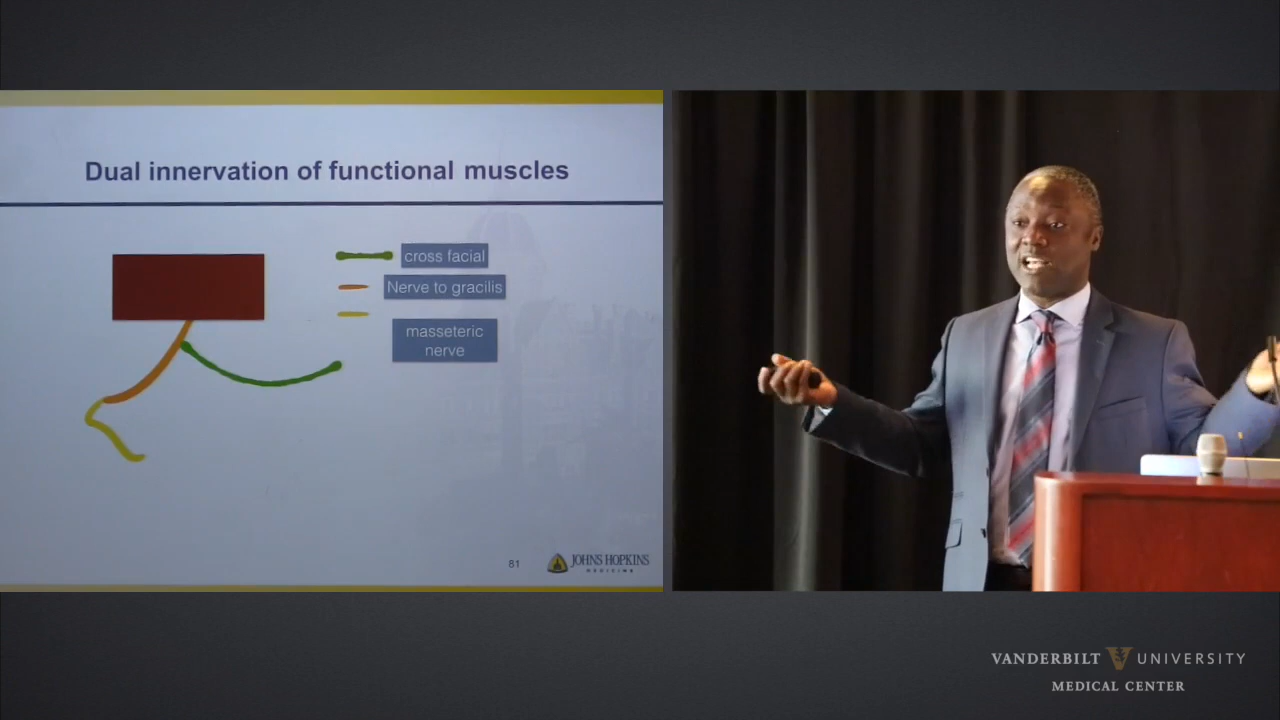 Dual innervation of functional muscles
cross facial
Nerve to gracilis
masseteric
nerve
81
JOHNS HOPKINS
MEDICINE
VANDERBILT UNIVERSITY
MEDICAL CENTER